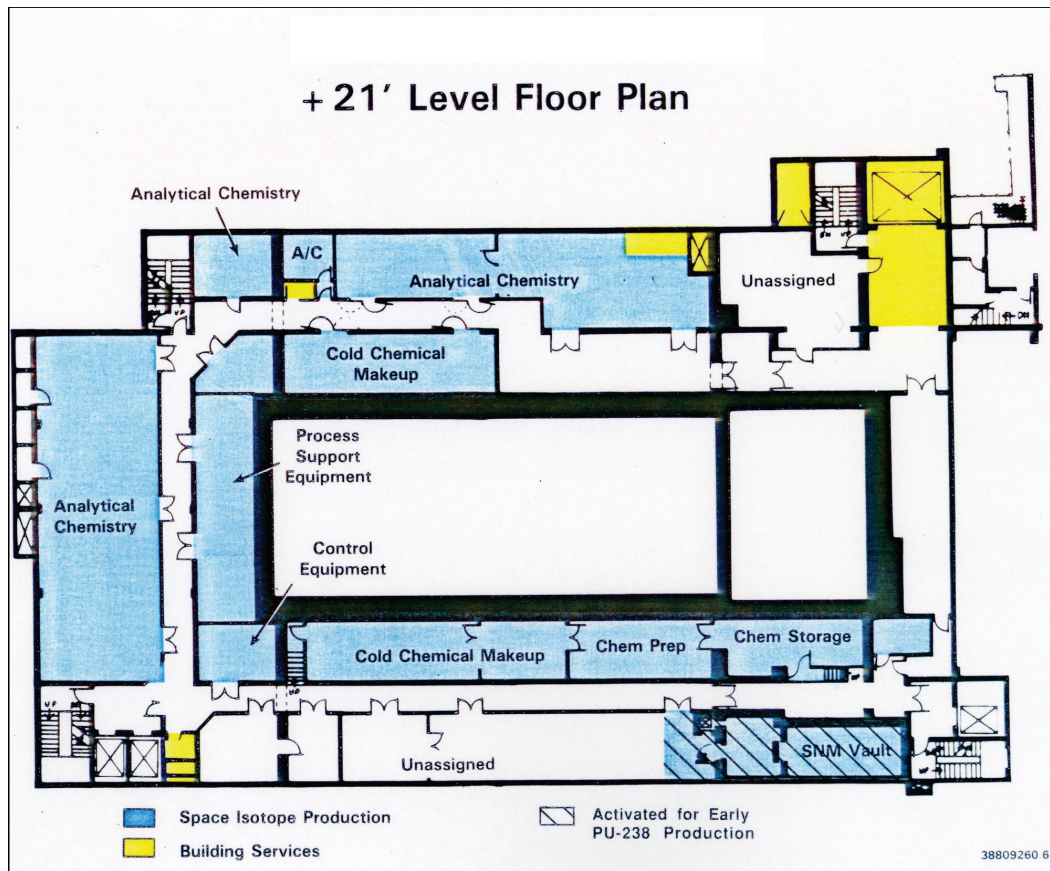 + 21' Level Floor Plan
Analytical Chemistry
A/C
Analytical Chemistry
Unassigned
Cold Chemical
Makeup
Process
Support
Equipment
Analytical
Chemistry
Control
Equipment
Cold Chemical Makeup
Chem Prep
Chem Storage
UP
Unassigned
SNM Vault
Space Isotope Production
Building Services
Activated for Early
PU-238 Production
38809260 6